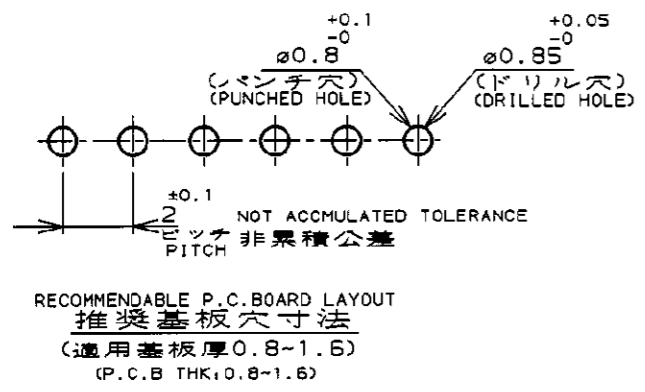 +0.1
-0
ø0.8
(パンチ穴)
(PUNCHED HOLE)
+0.05
-0
ø0.85
(ドリル穴)
(DRILLED HOLE)
±0.1
2
ピッチ
PITCH
NOT ACCMULATED TOLERANCE
非累積公差
RECOMMENDABLE P.C.BOARD LAYOUT
推奨基板穴寸法
(適用基板厚0.8~1.6)
(P.C.B THK:0.8~1.6)